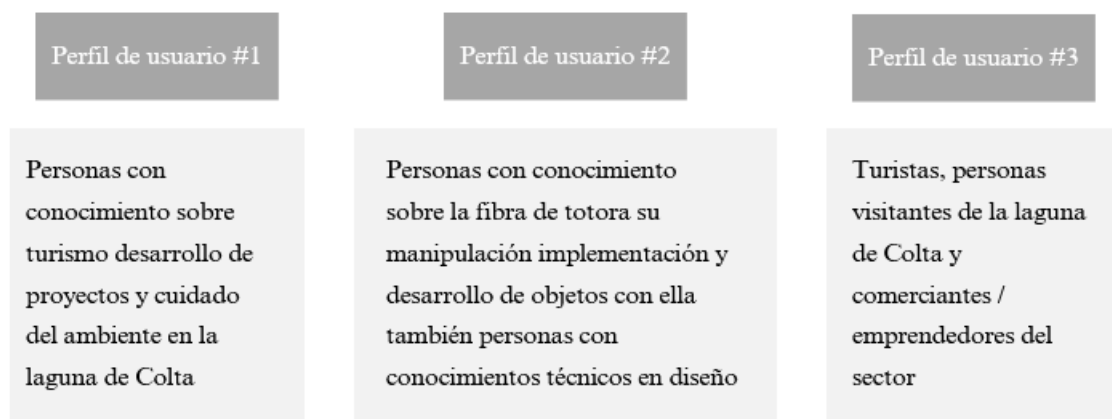 Perfil de usuario #1
Personas con
conocimiento sobre
turismo desarrollo de
proyectos y cuidado
del ambiente en la
laguna de Colta
Perfil de usuario #2
Personas con conocimiento
sobre la fibra de totora su
manipulación implementación y
desarrollo de objetos con ella
también personas con
conocimientos técnicos en diseño
Perfil de usuario #3
Turistas, personas
visitantes de la laguna
de Colta y
comerciantes /
emprendedores del
sector